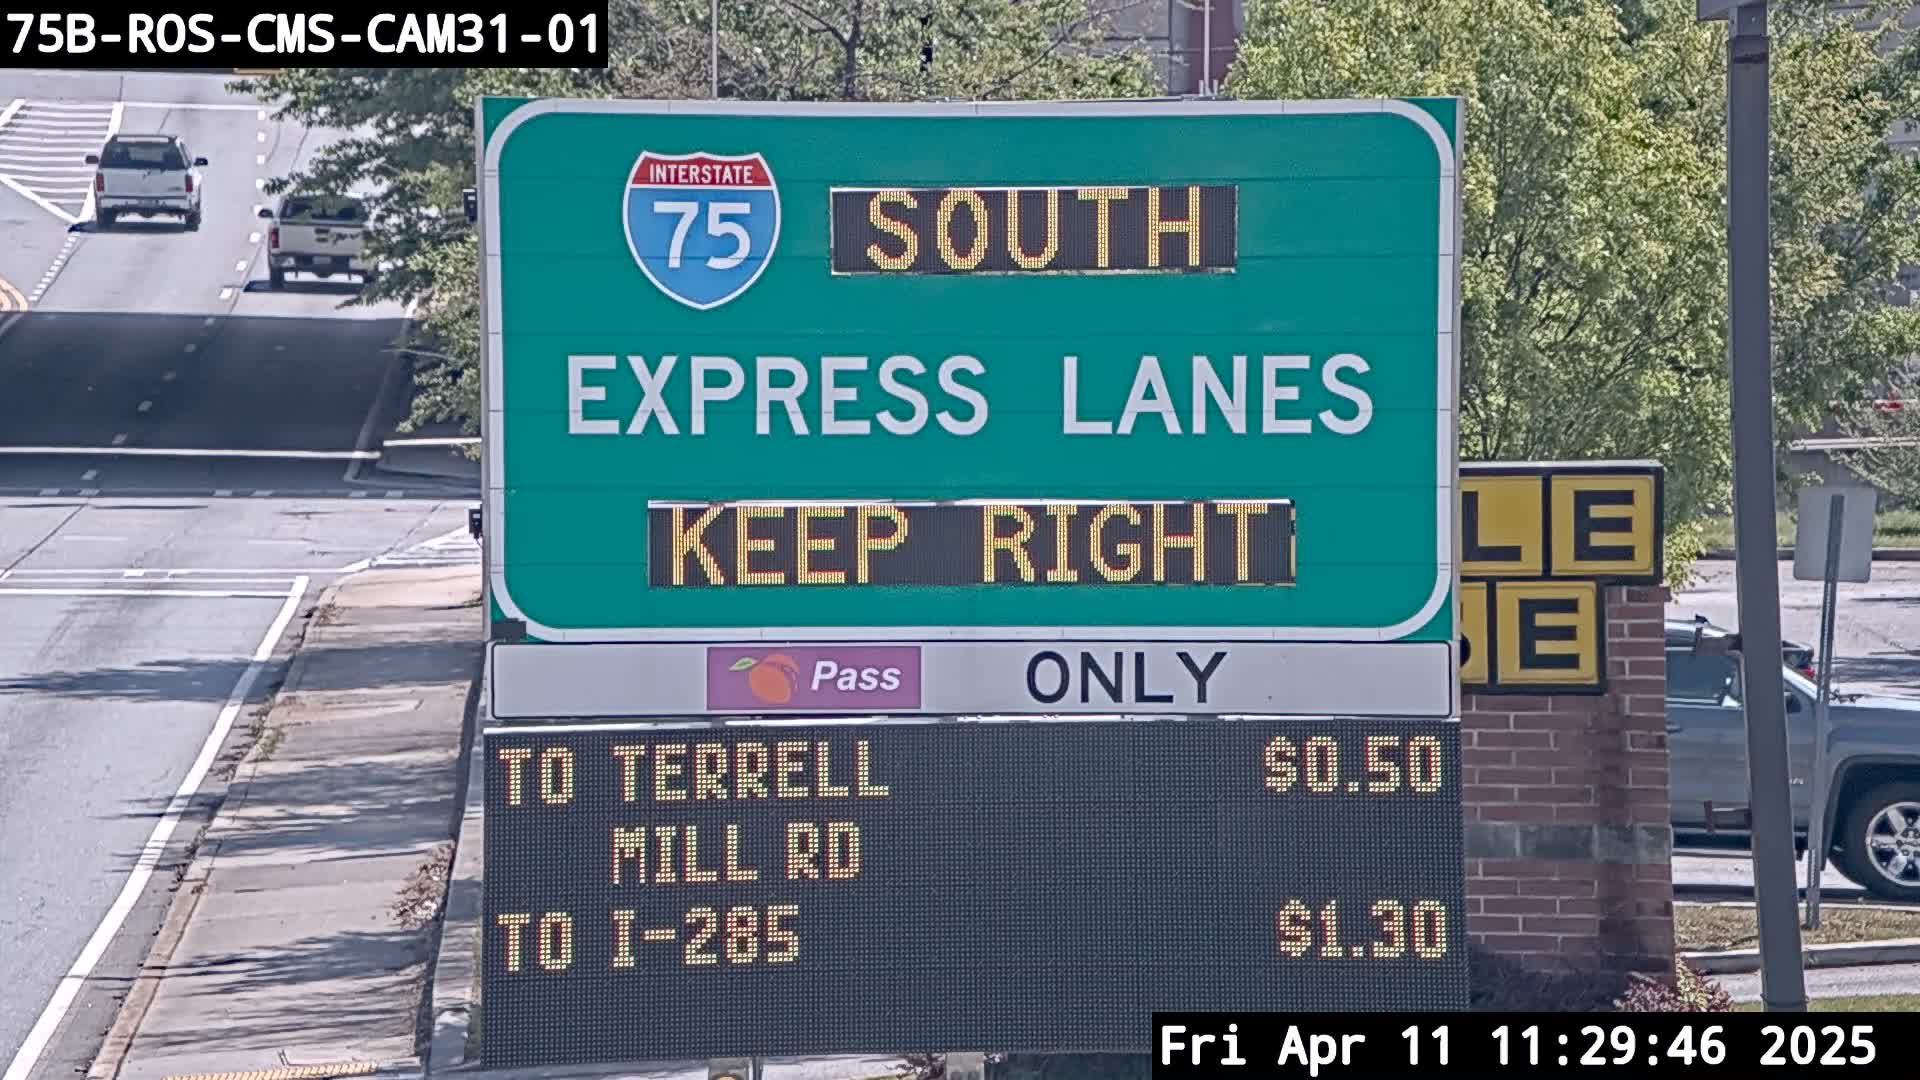 75B-ROS-CMS-CAM31-01
INTERSTATE
75
SOUTH
EXPRESS LANES
KEEP RIGHT
Pass ONLY
TO TERRELL $0.50
MILL RD
TO I-285 $1.30
LE
E
Fri Apr 11 11:29:46 2025